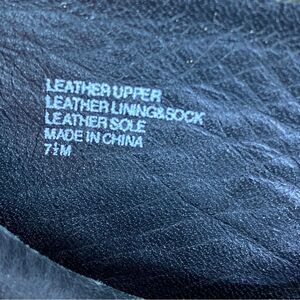 LEATHER UPPER
LEATHER LINING&SOCK
LEATHER SOLE
MADE IN CHINA
7½M